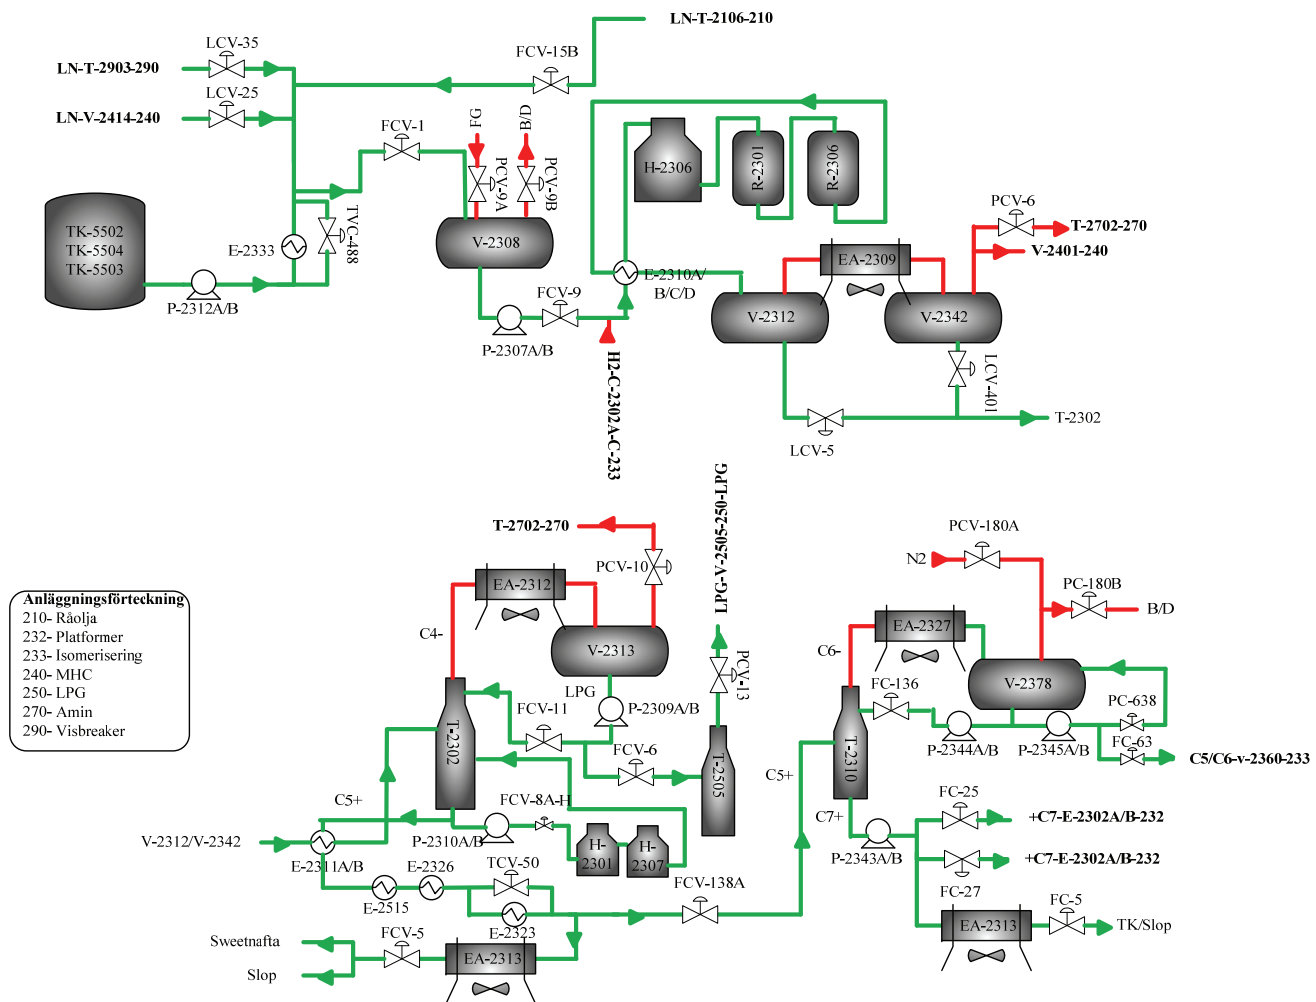 LN-T-2106-210
LCV-35
FCV-15B
LN-T-2903-290
LCV-25
LN-V-2414-240
FCV-1
FG
B/D
PCV-9A
PCV-9B
H-2306
R-2301
R-2306
PCV-6
T-2702-270
V-2401-240
TK-5502
TK-5504
TK-5503
TVC-488
E-2333
V-2308
EA-2309
E-2310A/
B/C/D
P-2312A/B
FCV-9
V-2312
V-2342
P-2307A/B
H2-C-2302A-C-233
LCV-401
T-2302
LCV-5
T-2702-270
LPG-V-2505-250-LPG
PCV-180A
N2
PCV-10
EA-2312
PC-180B
B/D
Anläggningsförteckning
210- Råolja
232- Platformer
233- Isomerisering
240- MHC
250- LPG
270- Amin
290- Visbreaker
C4-
V-2313
PCV-13
EA-2327
C6-
V-2378
LPG
P-2309A/B
FC-136
PC-638
FCV-11
T-2302
FCV-6
T-2505
T-2310
P-2344A/B
P-2345A/B
FC-63
C5/C6-v-2360-233
C5+
C5+
FCV-8A-H
C7+
FC-25
+C7-E-2302A/B-232
V-2312/V-2342
P-2310A/B
H-
2301
H-
2307
P-2343A/B
+C7-E-2302A/B-232
E-2311A/B
E-2326
TCV-50
FCV-138A
E-2515
FC-27
FC-5
E-2323
EA-2313
TK/Slop
Sweetnafta
FCV-5
Slop
EA-2313